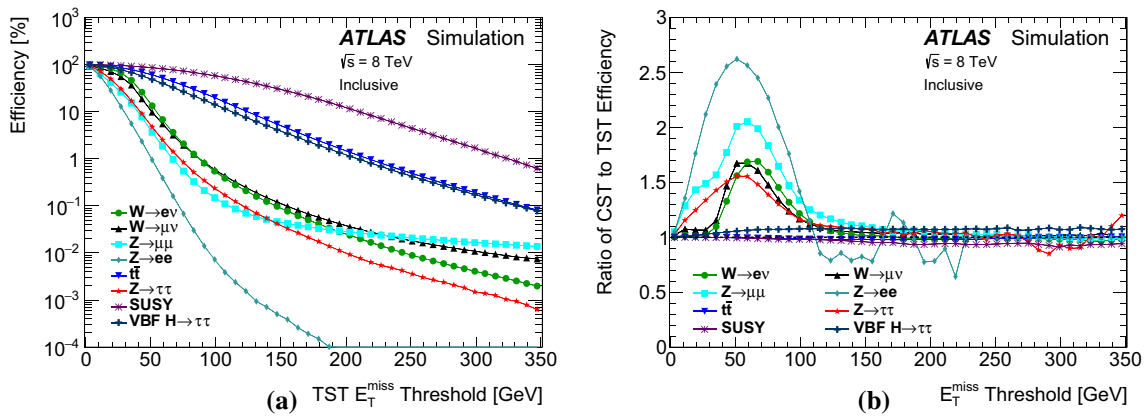 Efficiency [%]
10³
10²
10
1
10⁻¹
10⁻²
10⁻³
10⁻⁴
ATLAS Simulation
√s = 8 TeV
Inclusive
W→eν
W→μν
Z→μμ
Z→ee
tt̄
Z→ττ
SUSY
VBF H→ττ
0 50 100 150 200 250 300 350
(a) TST E_T^miss Threshold [GeV]
Ratio of CST to TST Efficiency
3
2.5
2
1.5
1
0.5
0
ATLAS Simulation
√s = 8 TeV
Inclusive
W→eν W→μν
Z→μμ Z→ee
tt̄ Z→ττ
SUSY VBF H→ττ
0 50 100 150 200 250 300 350
(b) E_T^miss Threshold [GeV]